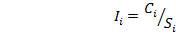 I_i = C_i/S_i